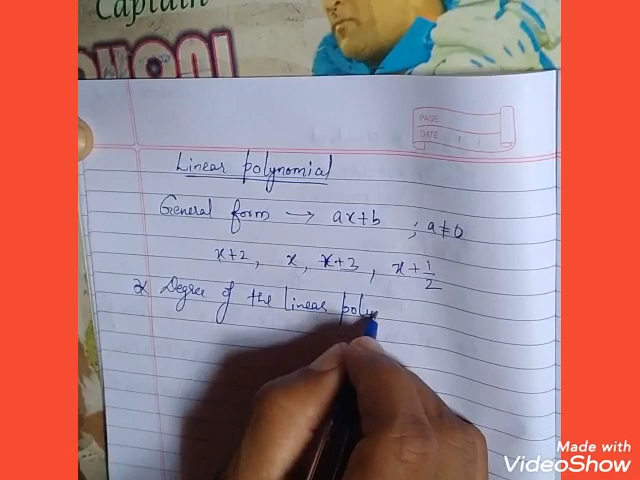 Captain
PAGE
DATE
Linear polynomial
General form → ax+b ; a≠0
x+2, x, x+3, x+1/2
Degree of the linear poly
Made with
VideoShow